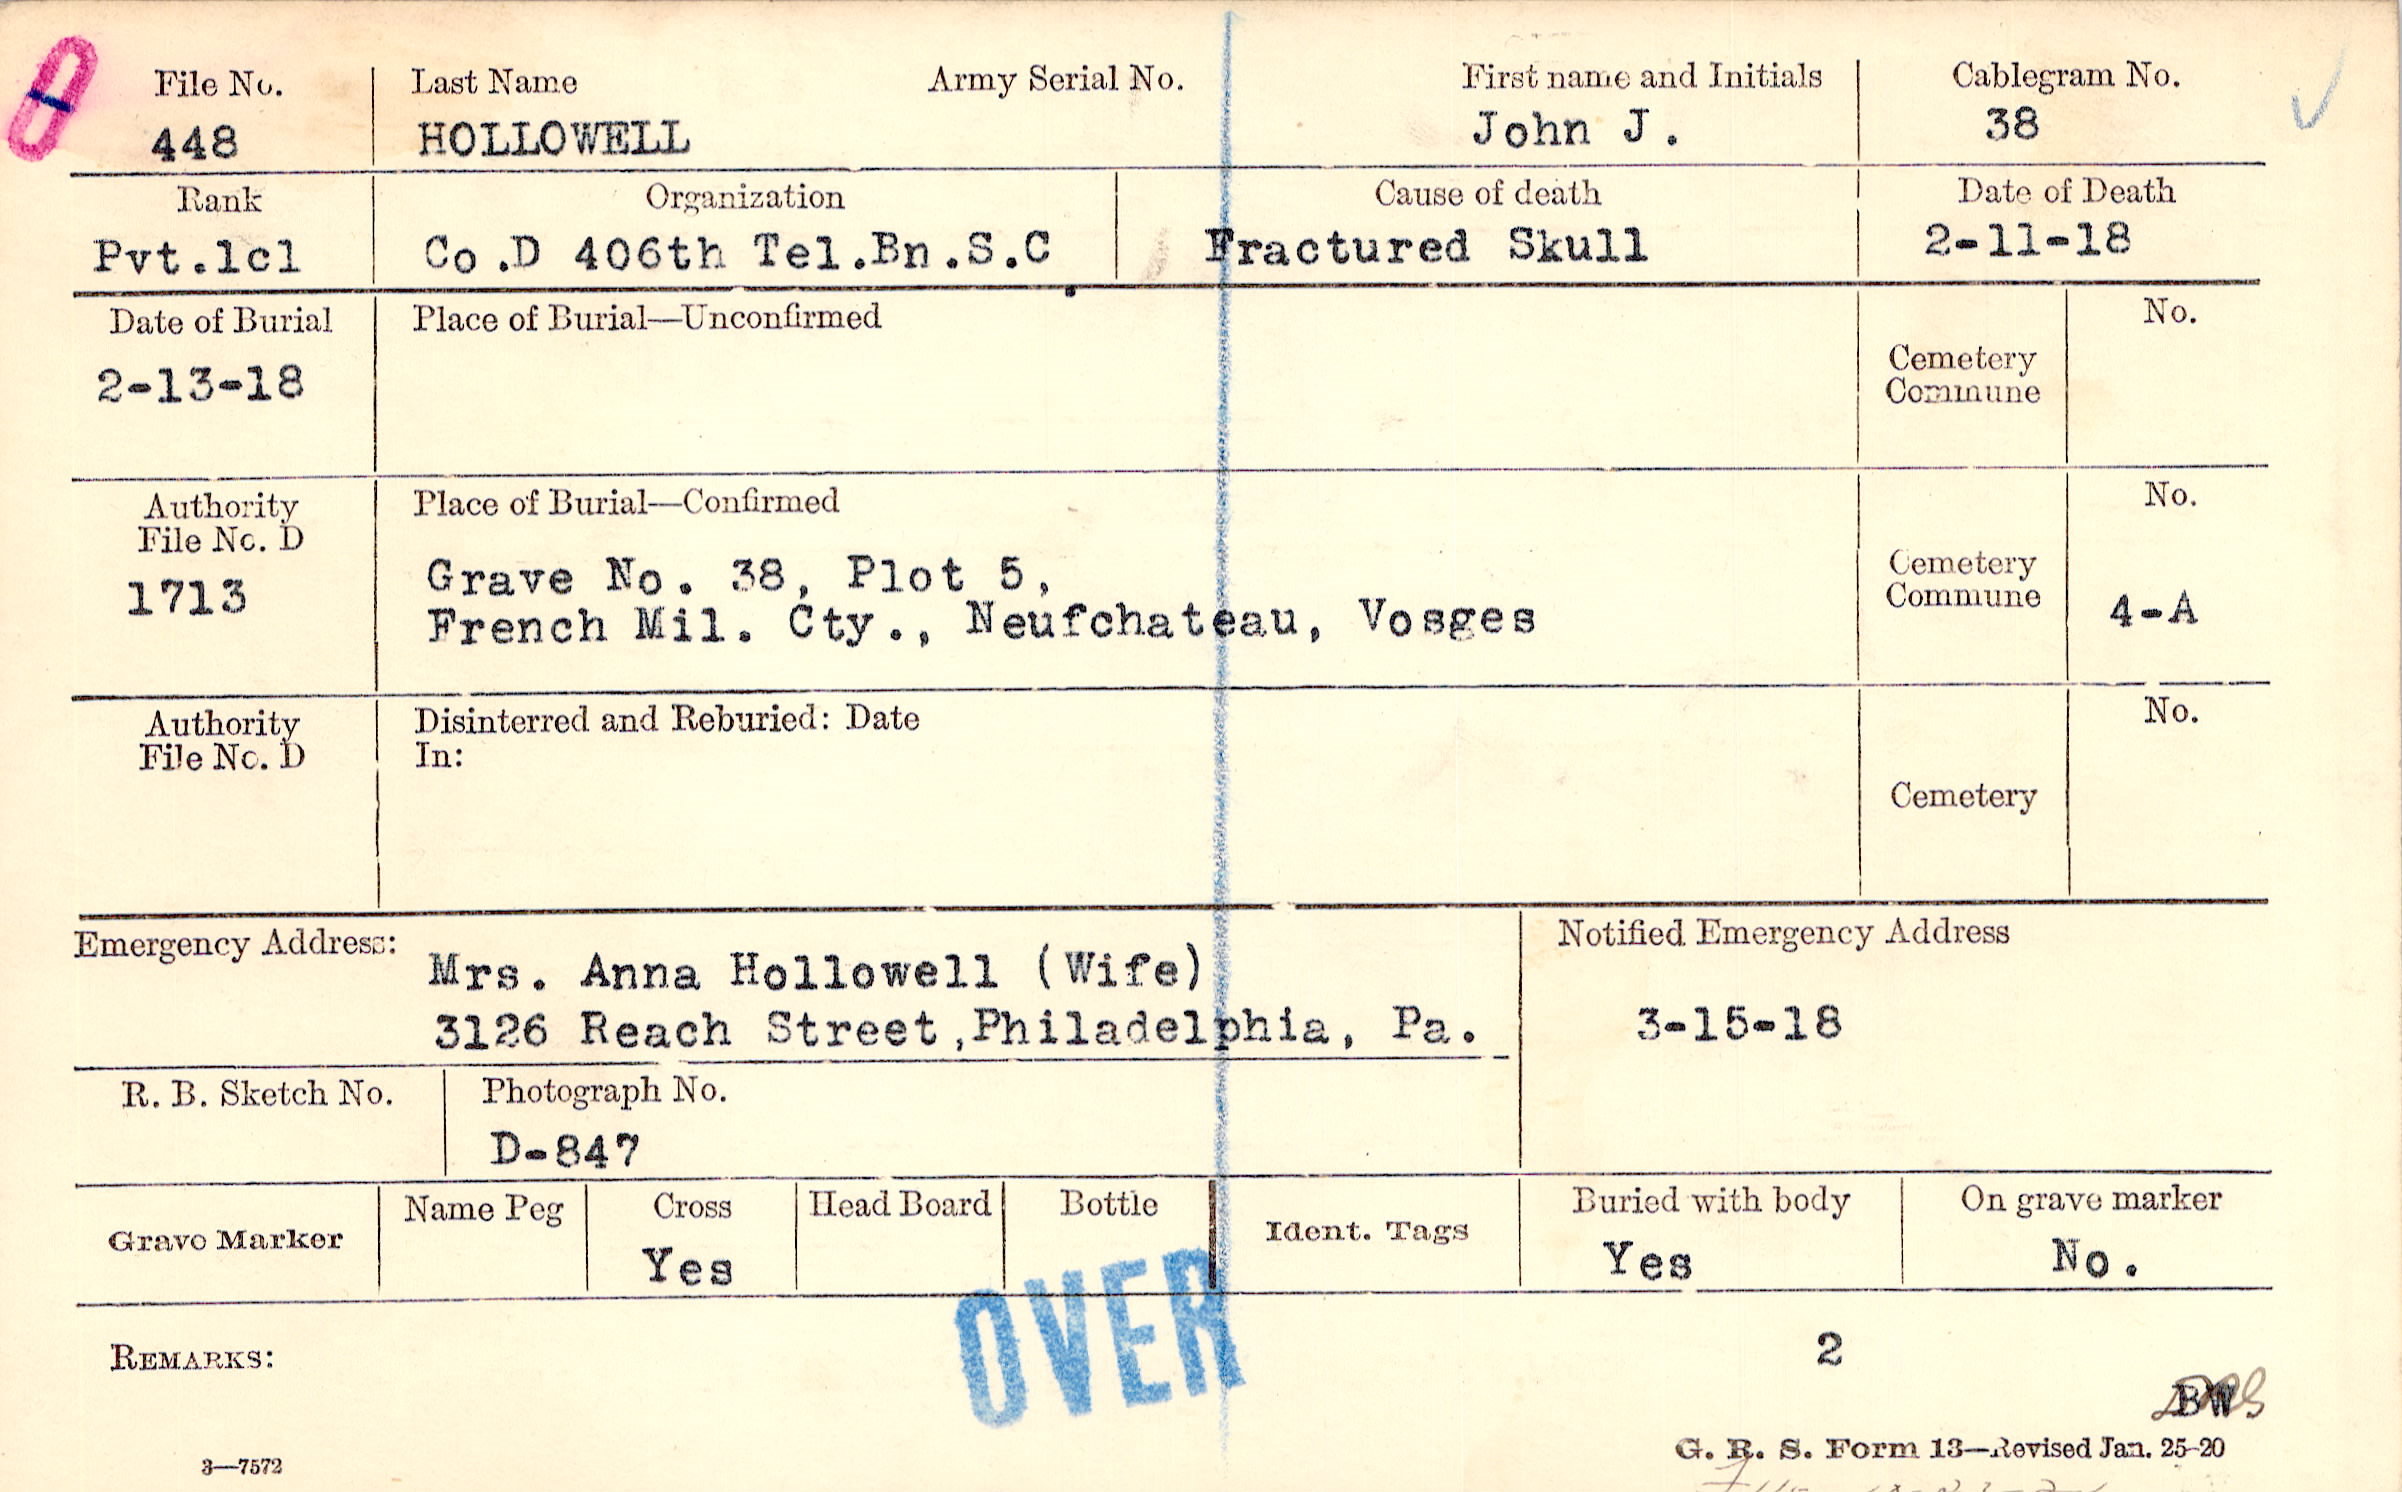 File No. Last Name Army Serial No. First name and Initials Cablegram No.
448 HOLLOWELL John J. 38
Rank Organization Cause of death Date of Death
Pvt.1cl Co.D 406th Tel.Bn.S.C. Fractured Skull 2-11-18
Date of Burial Place of Burial—Unconfirmed No.
2-13-18 Cemetery
Commune
Authority Place of Burial—Confirmed No.
File No. D
1713 Grave No. 38, Plot 5, Cemetery
French Mil. Cty., Neufchateau, Vosges Commune 4-A
Authority Disinterred and Reburied: Date No.
File No. D In:
Cemetery
Emergency Address: Notified Emergency Address
Mrs. Anna Hollowell (Wife)
3126 Reach Street,Philadelphia, Pa. 3-15-18
R. B. Sketch No. Photograph No.
D-847
Grave Marker Name Peg Cross Head Board Bottle Ident. Tags Buried with body On grave marker
Yes Yes No.
OVER
REMARKS: 2
BW
3—7572 G. R. S. Form 13—Revised Jan. 25-20